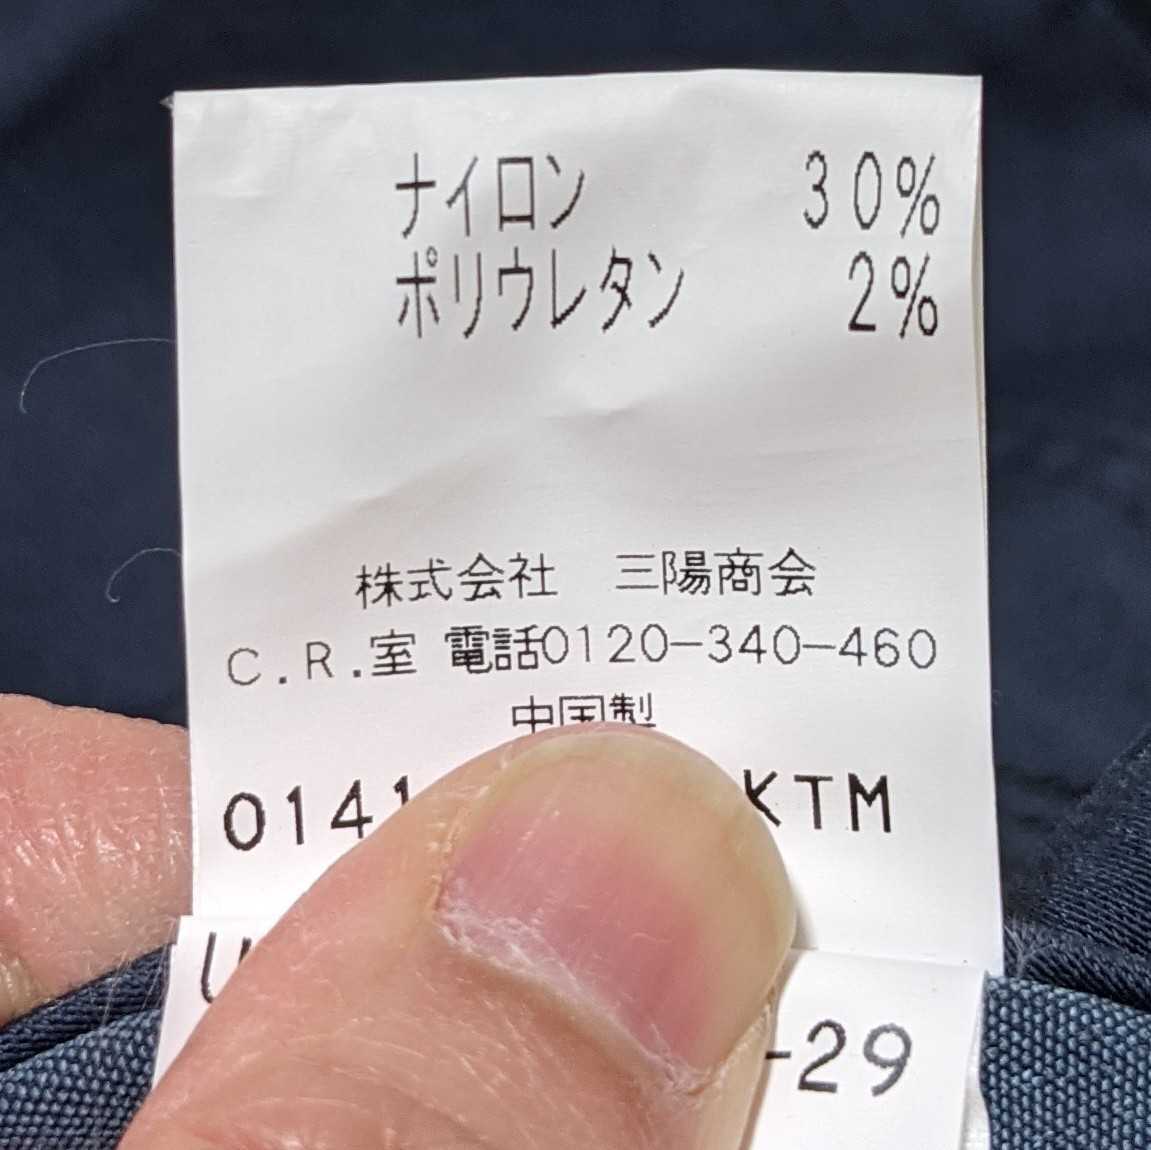 ナイロン 30%
ポリウレタン 2%
株式会社 三陽商会
C.R.室 電話0120-340-460
中国製
0141 KTM
-29